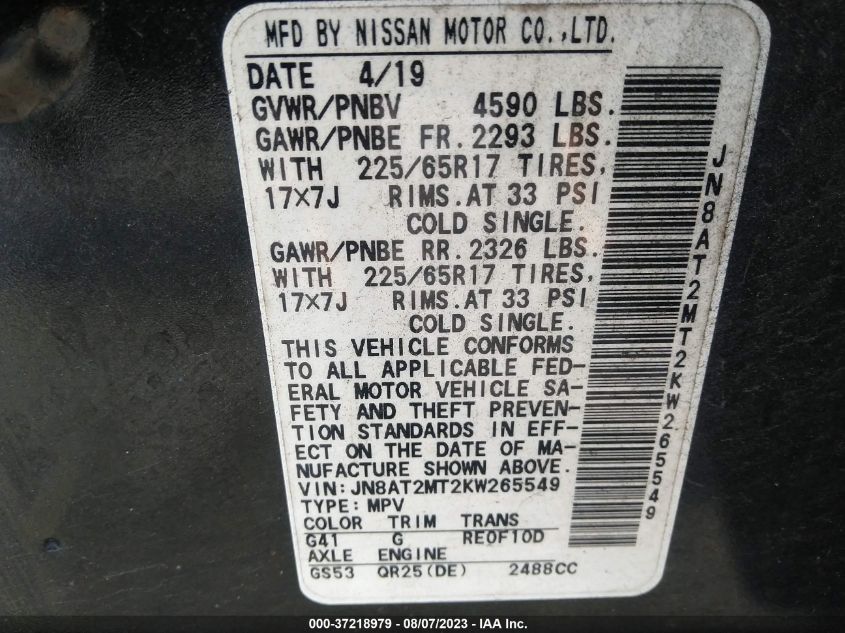 MFD BY NISSAN MOTOR CO.,LTD.
DATE 4/19
GVWR/PNBV 4590 LBS.
GAWR/PNBE FR.2293 LBS.
WITH 225/65R17 TIRES,
17×7J RIMS.AT 33 PSI
COLD SINGLE.
GAWR/PNBE RR.2326 LBS.
WITH 225/65R17 TIRES,
17×7J RIMS.AT 33 PSI
COLD SINGLE.
THIS VEHICLE CONFORMS
TO ALL APPLICABLE FED-
ERAL MOTOR VEHICLE SA-
FETY AND THEFT PREVEN-
TION STANDARDS IN EFF-
ECT ON THE DATE OF MA-
NUFACTURE SHOWN ABOVE.
VIN:JN8AT2MT2KW265549
TYPE:MPV
COLOR TRIM TRANS
G41 G RE0F10D
AXLE ENGINE
GS53 QR25(DE) 2488CC
JN8AT2MT2KW265549
000-37218979 — 08/07/2023 — IAA Inc.